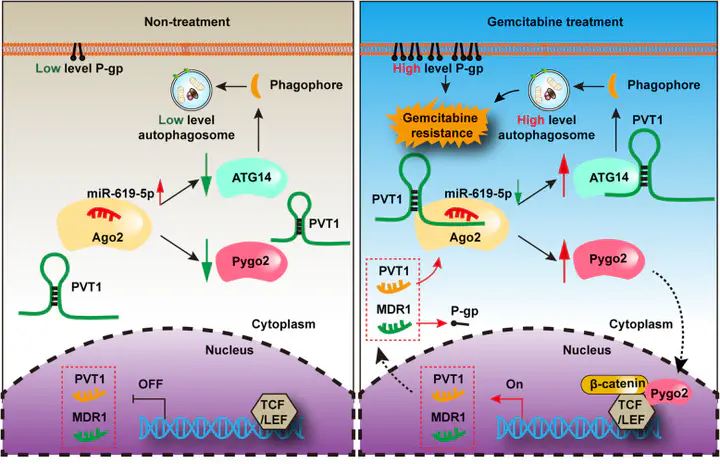 Non-treatment
Low level P-gp
Phagophore
Low level
autophagosome
miR-619-5p
ATG14
Ago2
PVT1
Pygo2
PVT1
Cytoplasm
Nucleus
PVT1
MDR1
OFF
TCF
/LEF
Gemcitabine treatment
High level P-gp
Phagophore
Gemcitabine
resistance
High level
autophagosome
PVT1
ATG14
PVT1
miR-619-5p
Ago2
Pygo2
PVT1
MDR1
P-gp
Cytoplasm
Nucleus
PVT1
MDR1
On
β-catenin
Pygo2
TCF
/LEF